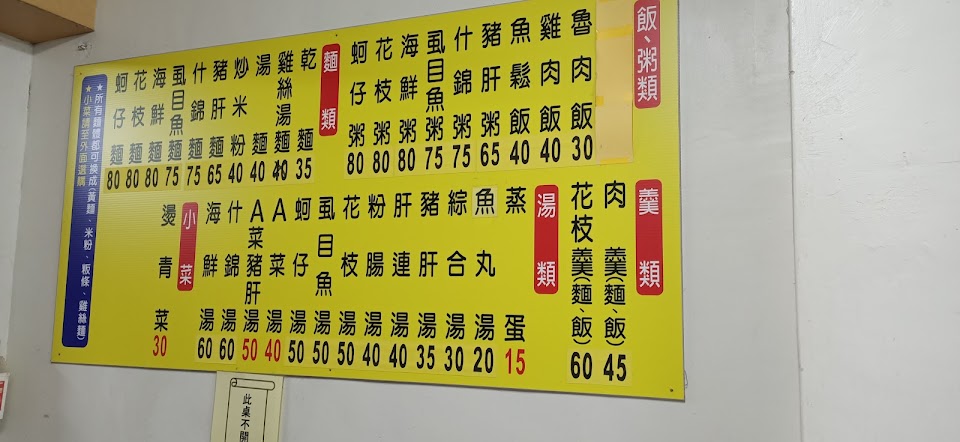 飯、粥類
魯肉飯30
雞肉飯40
魚鬆飯40
豬肝粥65
什錦粥75
虱目魚粥75
海鮮粥80
花枝粥80
蚵仔粥80
麵類
乾麵35
雞絲湯麵40
湯麵40
炒米粉40
豬肝麵65
什錦麵75
虱目魚麵75
海鮮麵80
花枝麵80
蚵仔麵80
羹類
肉羹(麵、飯)45
花枝羹(麵、飯)60
湯類
蒸蛋15
魚丸湯20
綜合湯30
豬肝湯35
肝連湯40
粉腸湯40
花枝湯50
虱目魚湯50
蚵仔湯50
A菜湯40
A菜豬肝湯50
什錦湯60
海鮮湯60
小菜
燙青菜30
★所有麵體都可換成(黃麵、米粉、粄條、雞絲麵)
★小菜請至外面選購
此桌不開